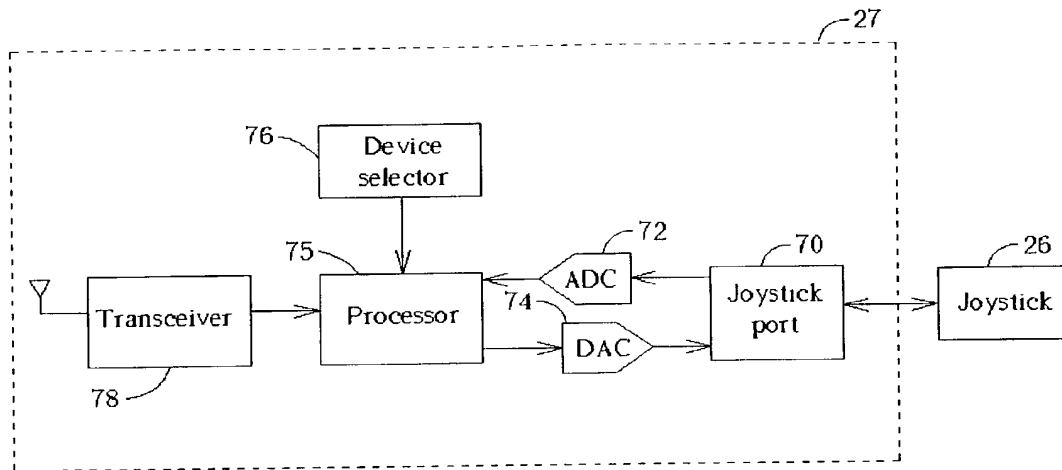 27
76
Device
selector
75
72
70
26
ADC
74
Transceiver
Processor
Joystick
port
Joystick
DAC
78